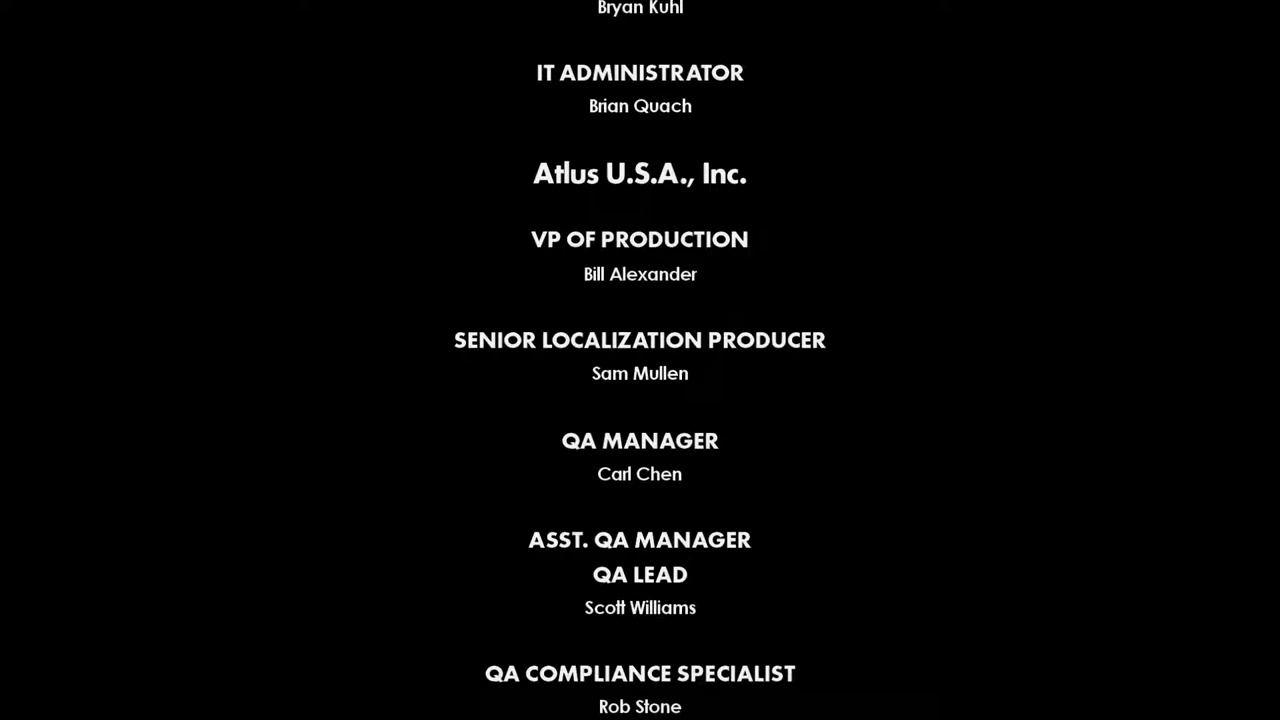 Bryan Kuhl
IT ADMINISTRATOR
Brian Quach
Atlus U.S.A., Inc.
VP OF PRODUCTION
Bill Alexander
SENIOR LOCALIZATION PRODUCER
Sam Mullen
QA MANAGER
Carl Chen
ASST. QA MANAGER
QA LEAD
Scott Williams
QA COMPLIANCE SPECIALIST
Rob Stone